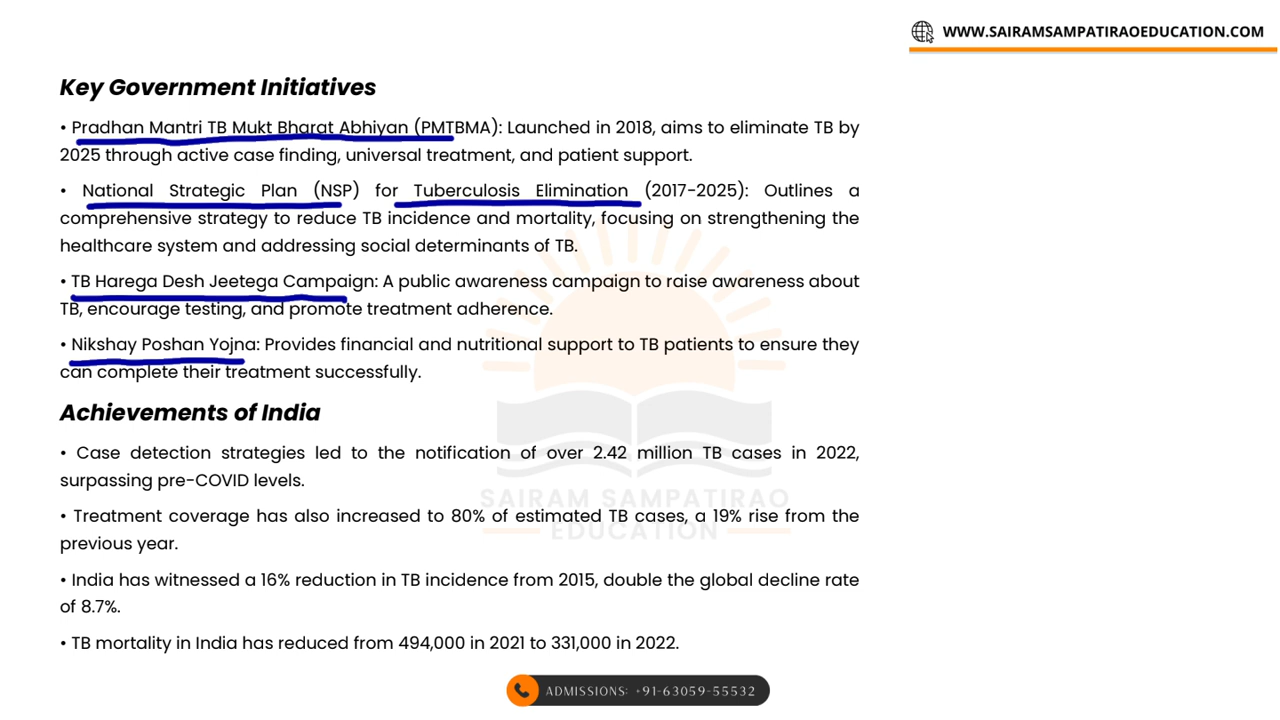 WWW.SAIRAMSAMPATIRAOEDUCATION.COM
Key Government Initiatives
• Pradhan Mantri TB Mukt Bharat Abhiyan (PMTBMA): Launched in 2018, aims to eliminate TB by
2025 through active case finding, universal treatment, and patient support.
• National Strategic Plan (NSP) for Tuberculosis Elimination (2017-2025): Outlines a
comprehensive strategy to reduce TB incidence and mortality, focusing on strengthening the
healthcare system and addressing social determinants of TB.
• TB Harega Desh Jeetega Campaign: A public awareness campaign to raise awareness about
TB, encourage testing, and promote treatment adherence.
• Nikshay Poshan Yojna: Provides financial and nutritional support to TB patients to ensure they
can complete their treatment successfully.
Achievements of India
• Case detection strategies led to the notification of over 2.42 million TB cases in 2022,
surpassing pre-COVID levels.
• Treatment coverage has also increased to 80% of estimated TB cases, a 19% rise from the
previous year.
• India has witnessed a 16% reduction in TB incidence from 2015, double the global decline rate
of 8.7%.
• TB mortality in India has reduced from 494,000 in 2021 to 331,000 in 2022.
SAIRAM SAMPATIRAO
EDUCATION
ADMISSIONS: +91-63059-55532